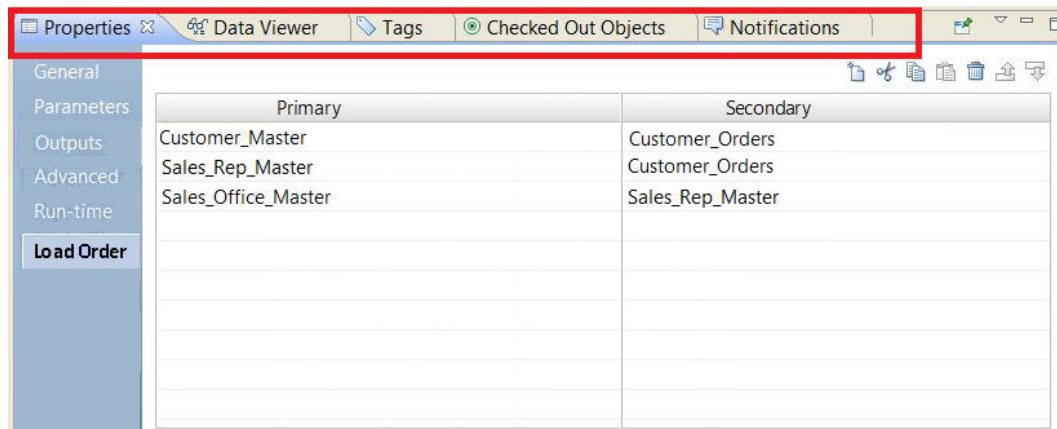 Properties Data Viewer Tags Checked Out Objects Notifications
General
Parameters
Outputs
Advanced
Run-time
Load Order
Primary Secondary
Customer_Master Customer_Orders
Sales_Rep_Master Customer_Orders
Sales_Office_Master Sales_Rep_Master